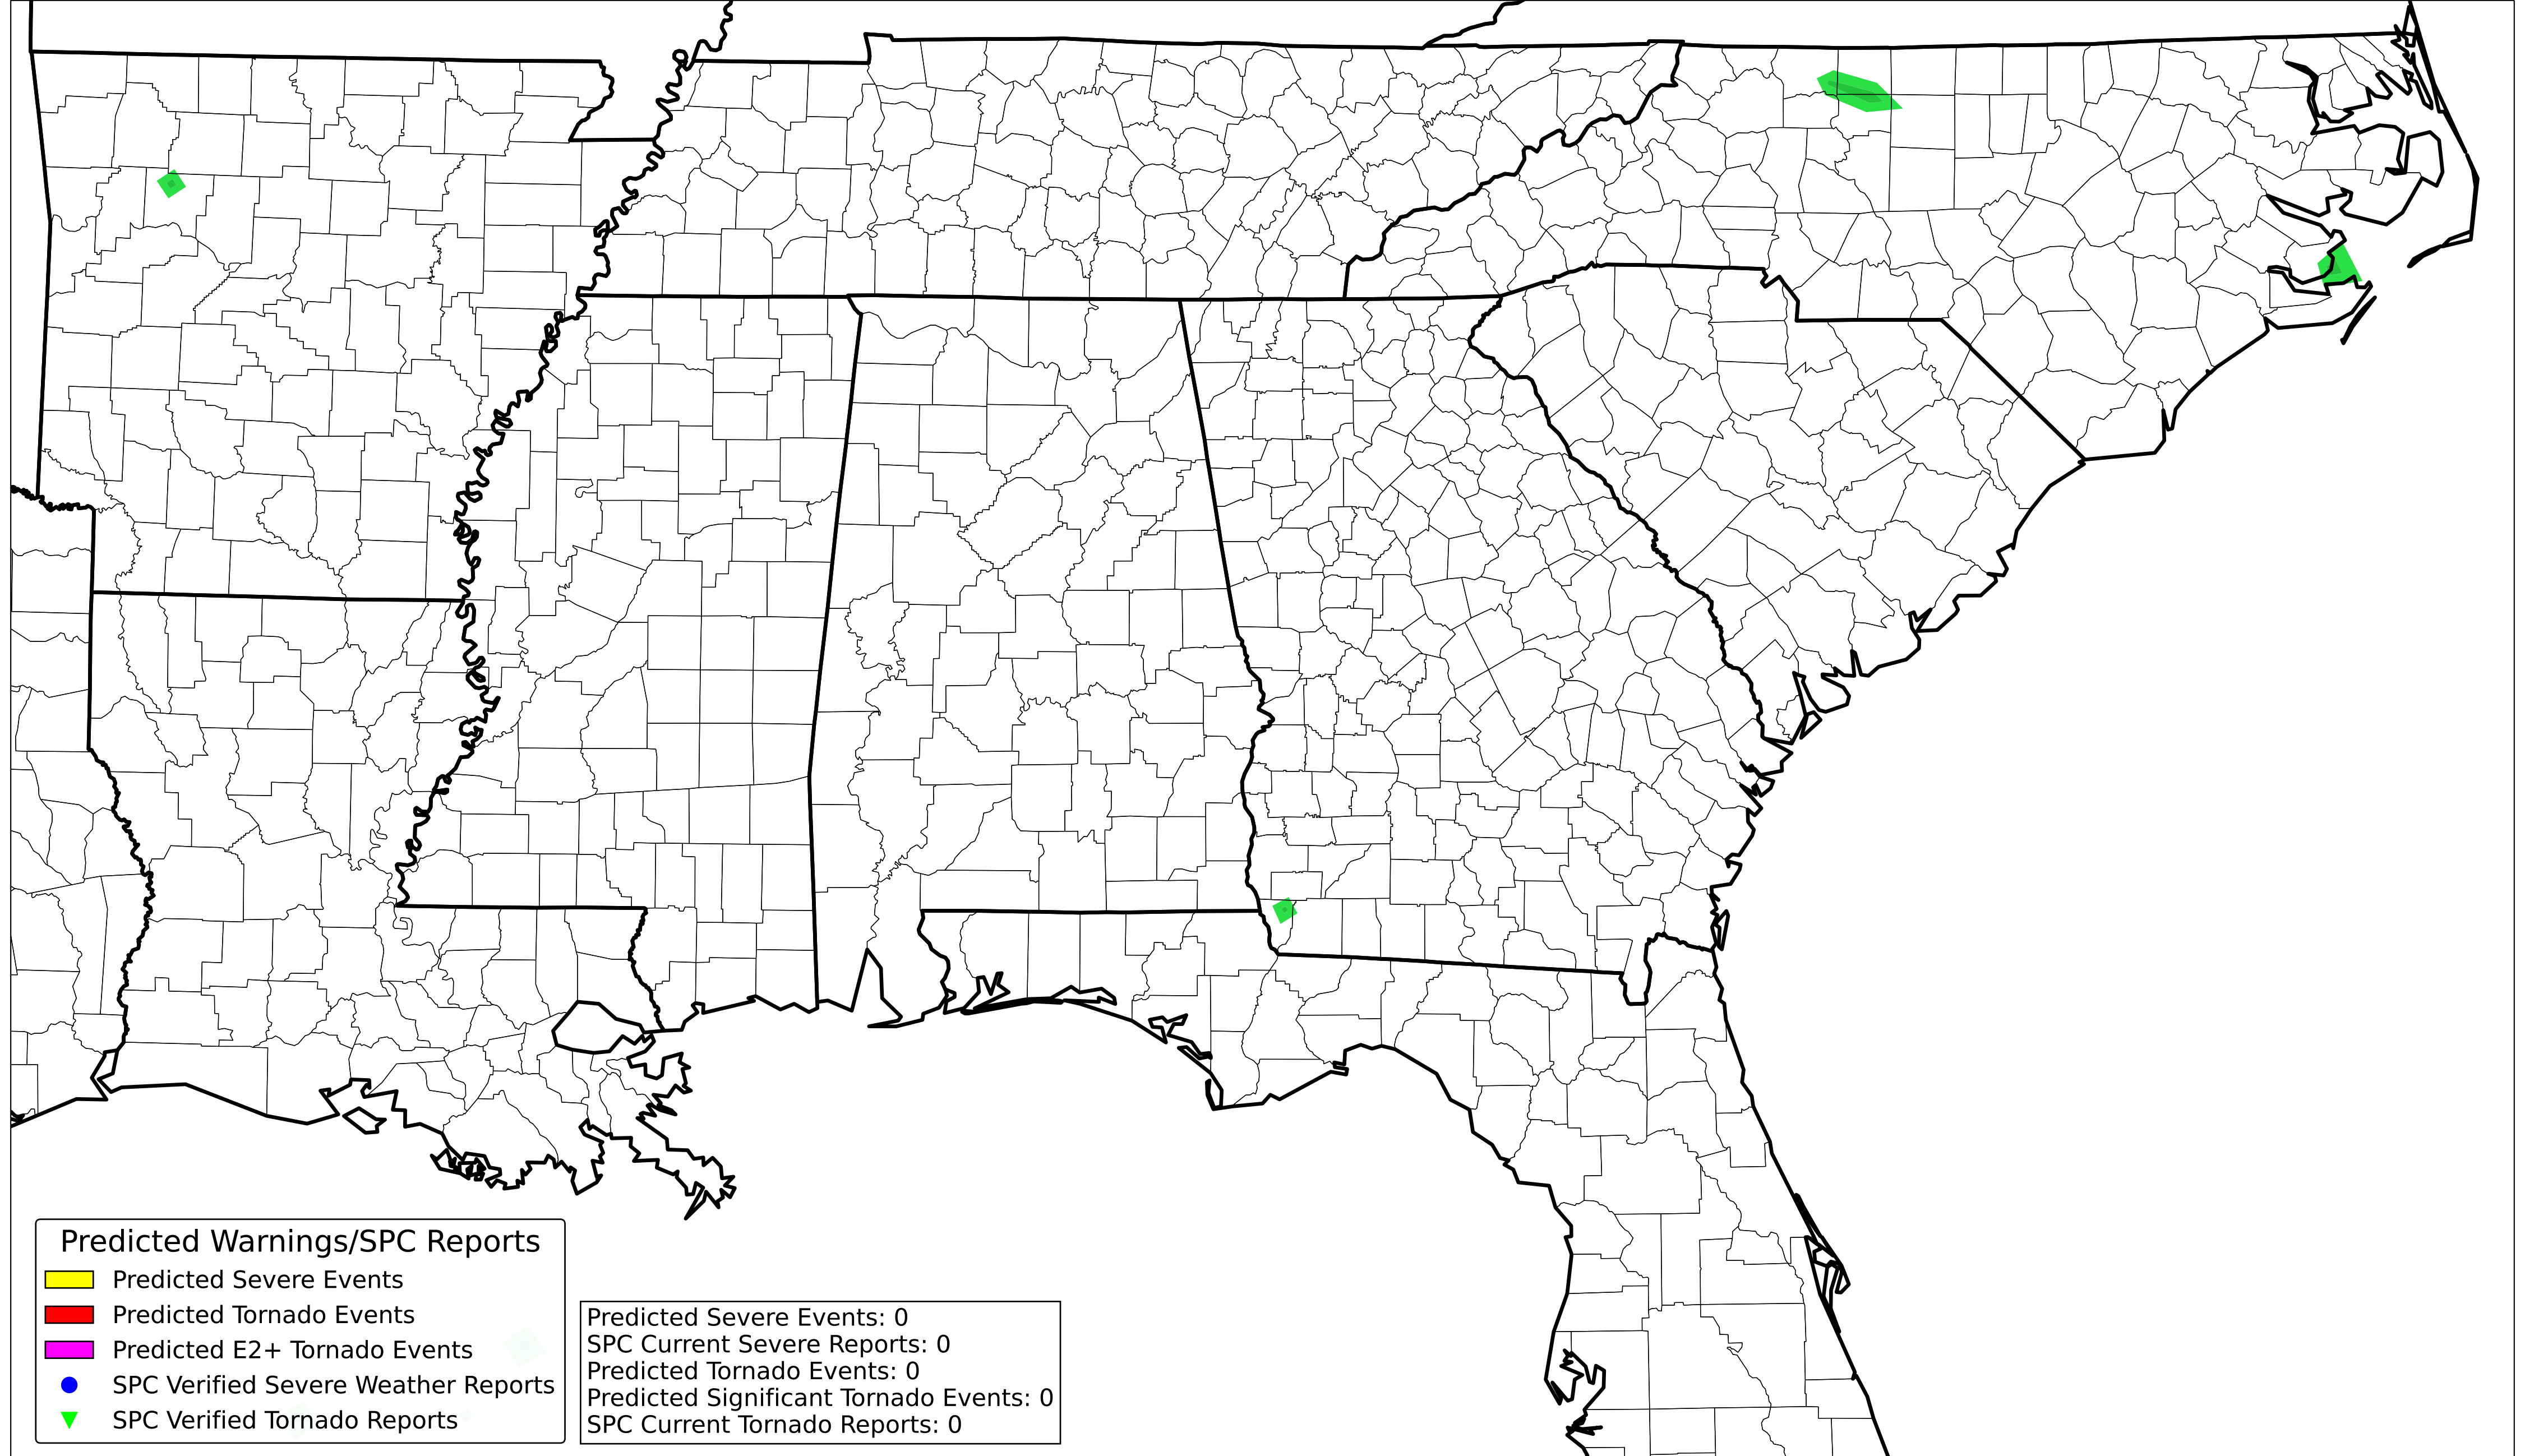 Predicted Warnings/SPC Reports
Predicted Severe Events
Predicted Tornado Events
Predicted E2+ Tornado Events
SPC Verified Severe Weather Reports
SPC Verified Tornado Reports
Predicted Severe Events: 0
SPC Current Severe Reports: 0
Predicted Tornado Events: 0
Predicted Significant Tornado Events: 0
SPC Current Tornado Reports: 0